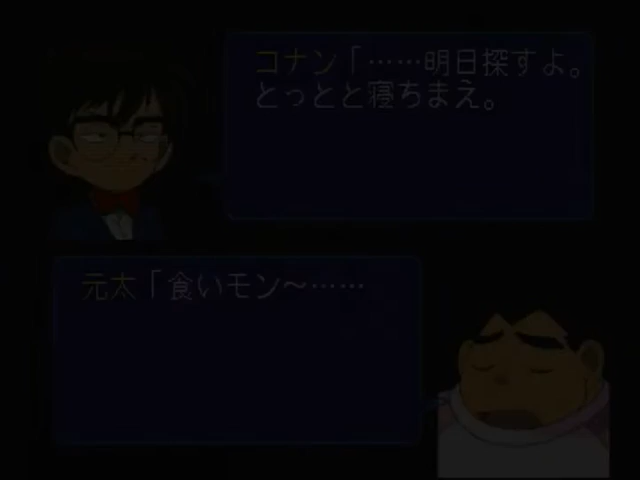 コナン「……明日探すよ。
とっとと寝ちまえ。
元太「食いモン～……